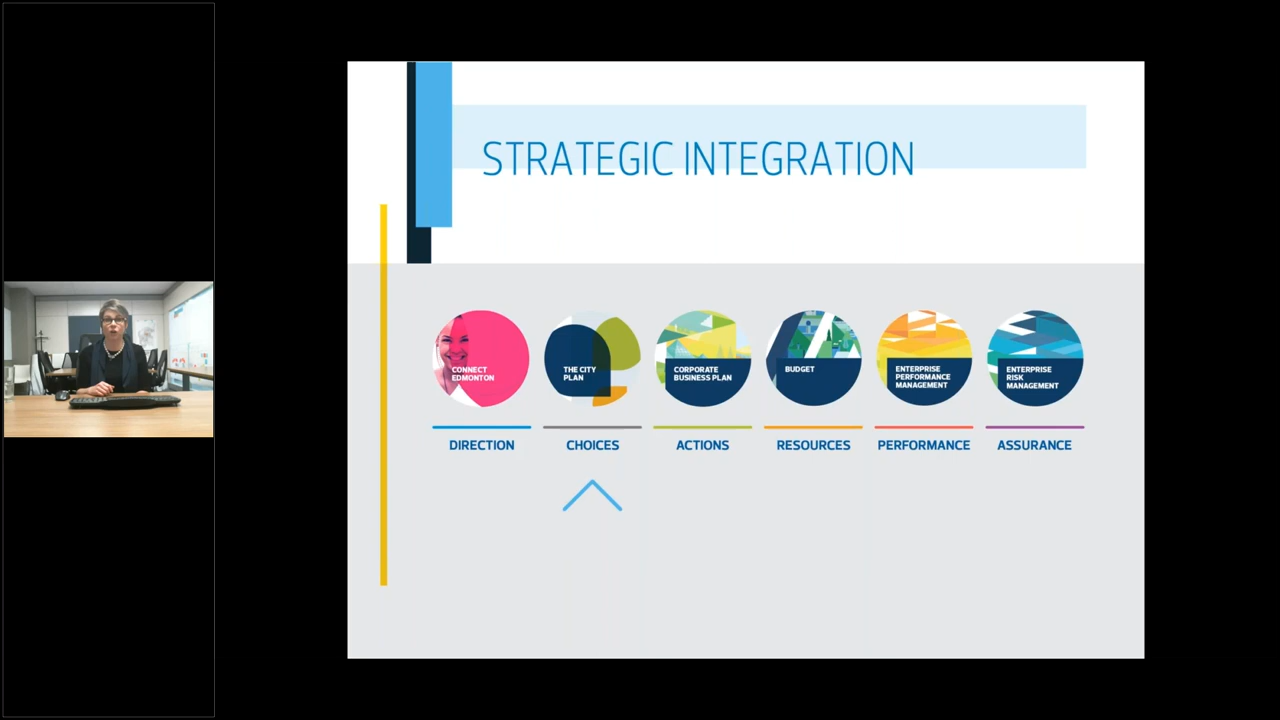 STRATEGIC INTEGRATION
CONNECT
EDMONTON
THE CITY
PLAN
CORPORATE
BUSINESS PLAN
BUDGET
ENTERPRISE
PERFORMANCE
MANAGEMENT
ENTERPRISE
RISK
MANAGEMENT
DIRECTION
CHOICES
ACTIONS
RESOURCES
PERFORMANCE
ASSURANCE